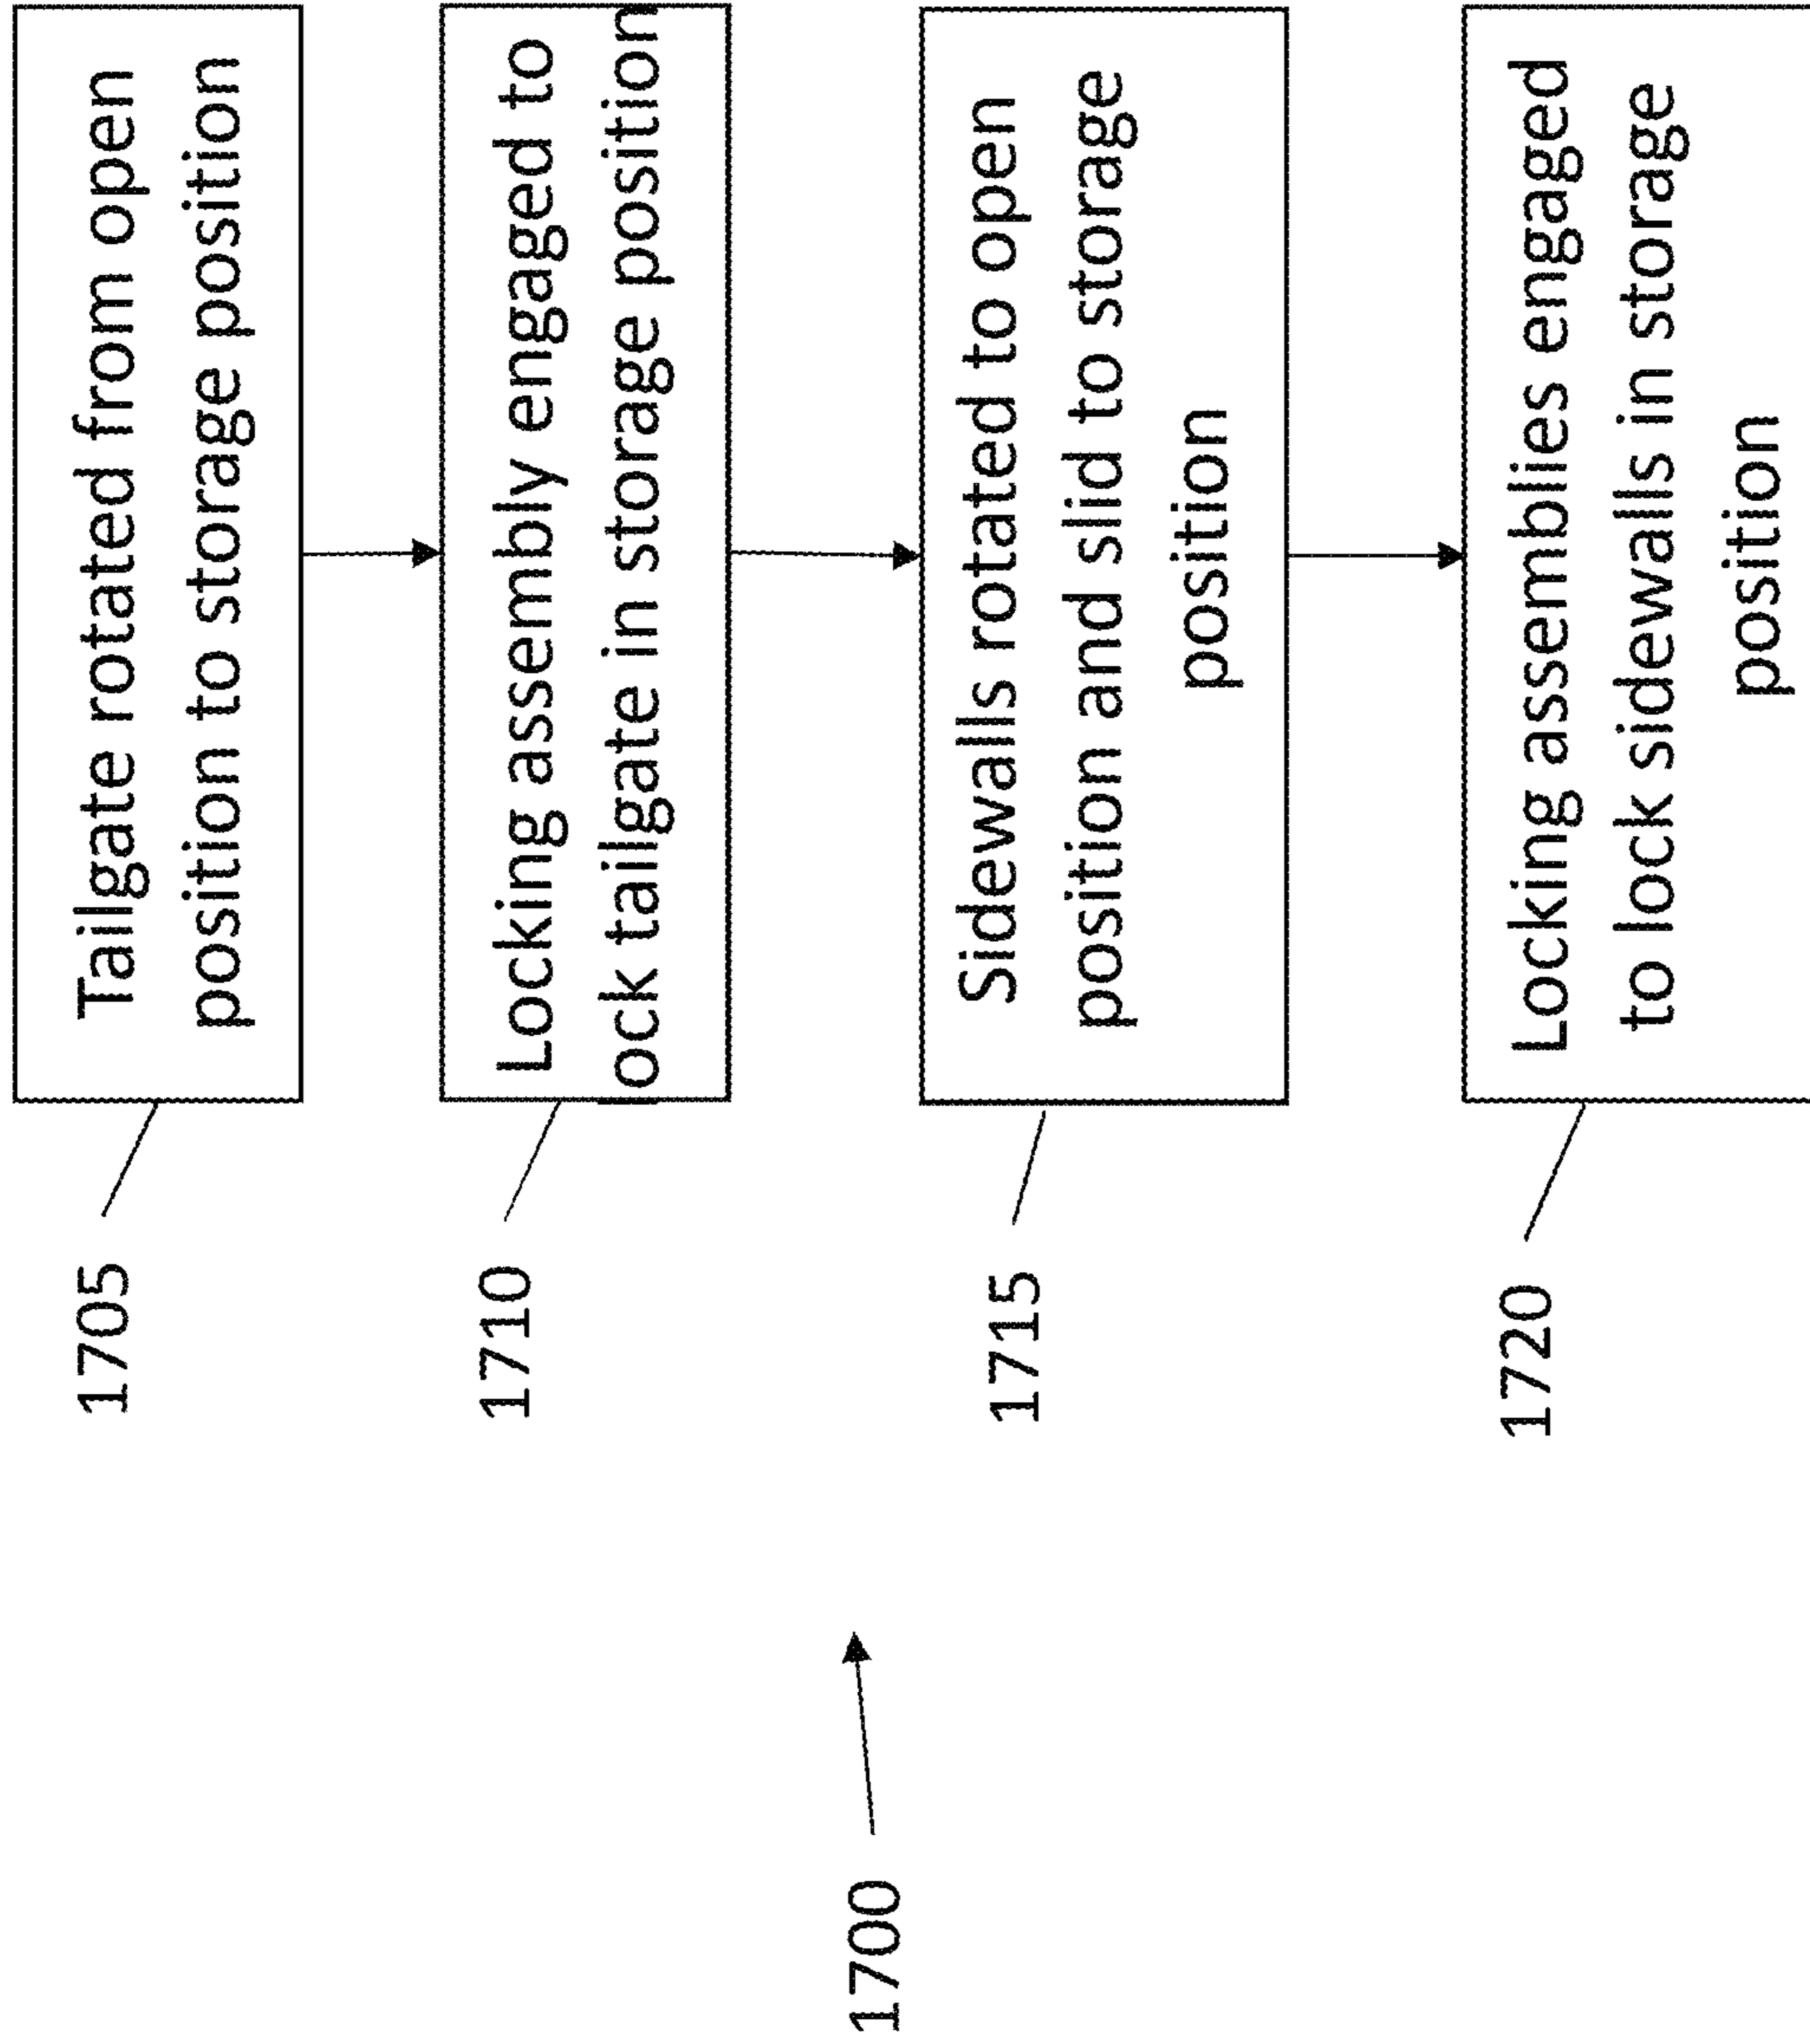 1700
1705
Tailgate rotated from open
position to storage position
1710
Locking assembly engaged to
lock tailgate in storage position
1715
Sidewalls rotated to open
position and slid to storage
position
1720
Locking assemblies engaged
to lock sidewalls in storage
position